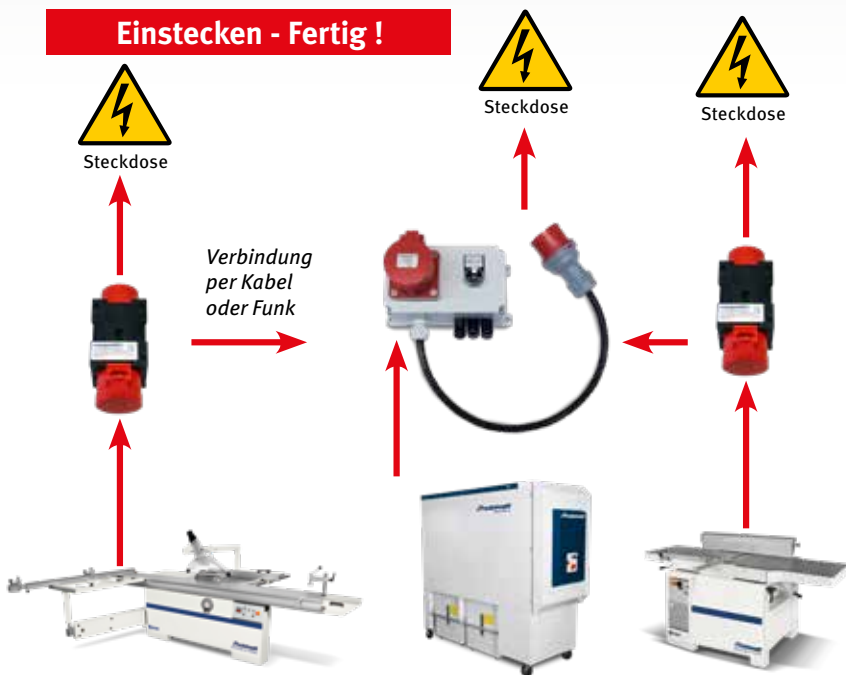 Einstecken - Fertig !
Steckdose
Steckdose
Steckdose
Verbindung
per Kabel
oder Funk